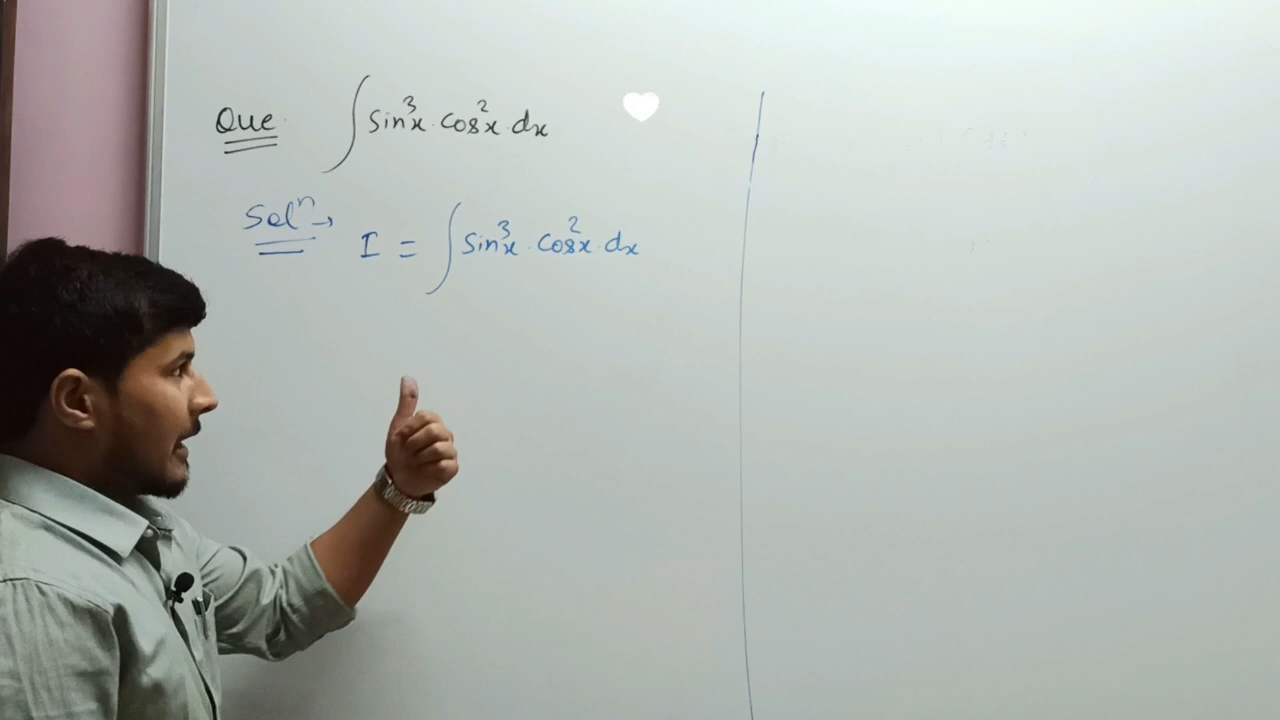 Que. ∫ sin³x · cos²x · dx
Solⁿ → I = ∫ sin³x · cos²x · dx